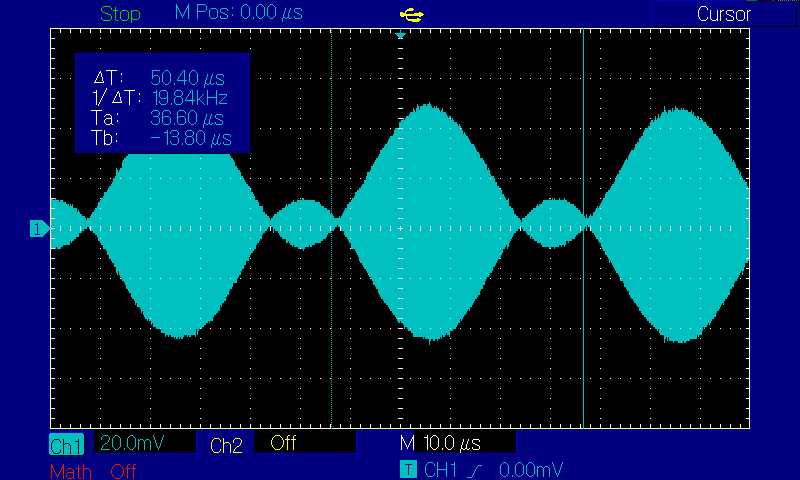 Stop M Pos: 0.00 μs Cursor
ΔT: 50.40 μs
1/ΔT: 19.84kHz
Ta: 36.60 μs
Tb: -13.80 μs
1
Ch1 20.0mV Ch2 Off M 10.0 μs
Math Off T CH1 0.00mV